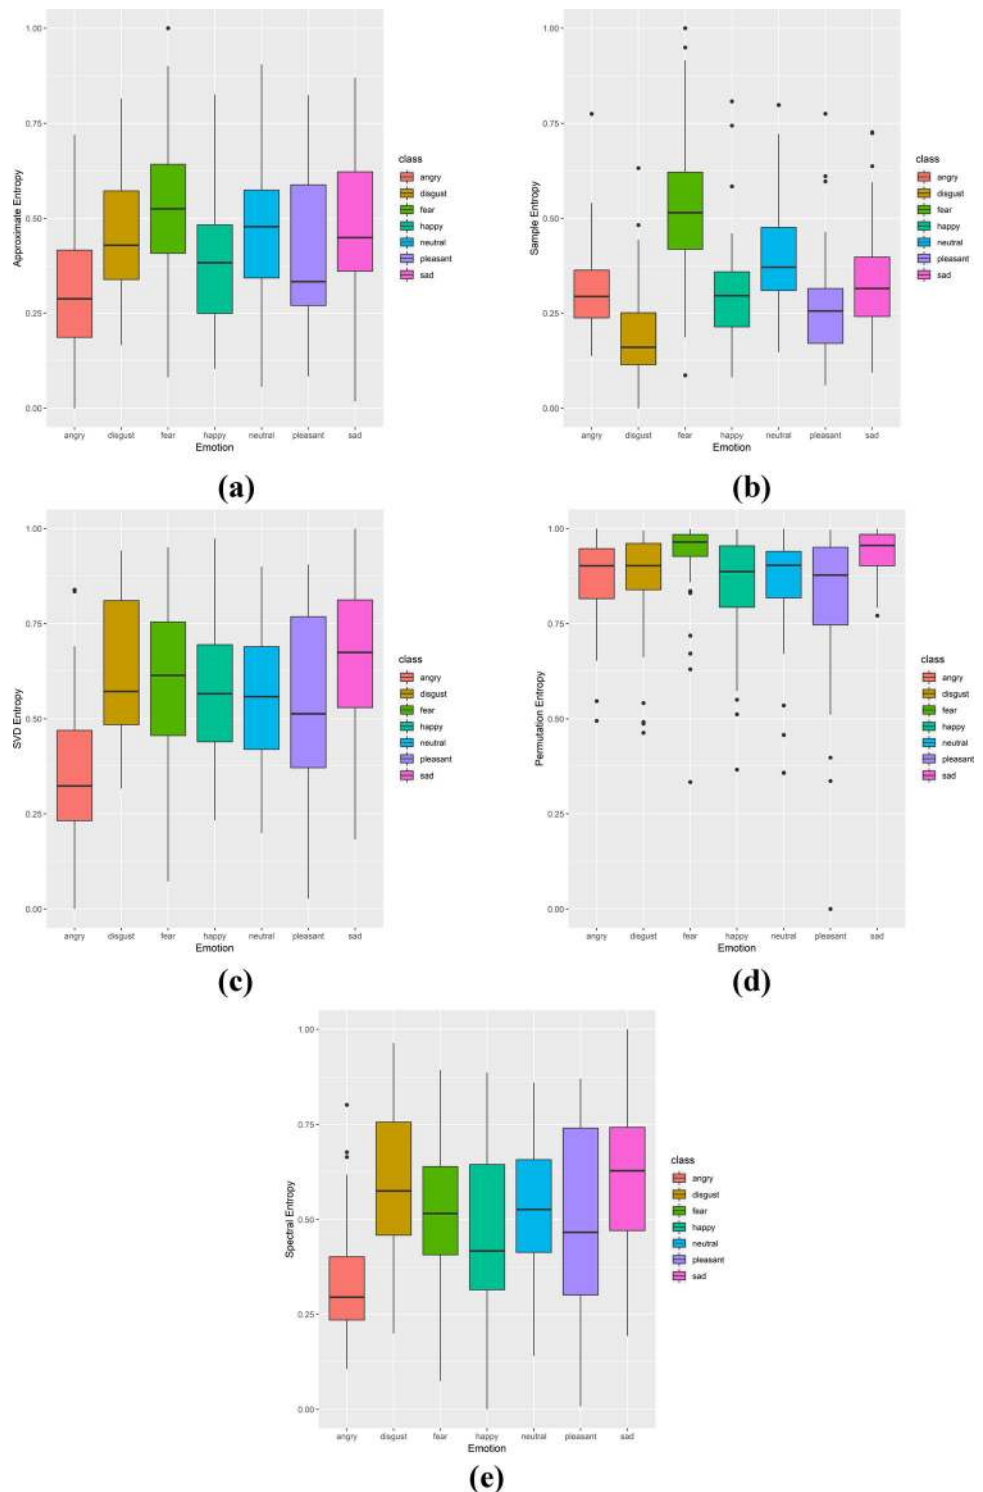 1.00
0.75
0.50
0.25
0.00
Approximate Entropy
angry disgust fear happy neutral pleasant sad
Emotion
class
angry
disgust
fear
happy
neutral
pleasant
sad
(a)
1.00
0.75
0.50
0.25
0.00
Sample Entropy
angry disgust fear happy neutral pleasant sad
Emotion
class
angry
disgust
fear
happy
neutral
pleasant
sad
(b)
1.00
0.75
0.50
0.25
0.00
SVD Entropy
angry disgust fear happy neutral pleasant sad
Emotion
class
angry
disgust
fear
happy
neutral
pleasant
sad
(c)
1.00
0.75
0.50
0.25
0.00
Permutation Entropy
angry disgust fear happy neutral pleasant sad
Emotion
class
angry
disgust
fear
happy
neutral
pleasant
sad
(d)
1.00
0.75
0.50
0.25
0.00
Spectral Entropy
angry disgust fear happy neutral pleasant sad
Emotion
class
angry
disgust
fear
happy
neutral
pleasant
sad
(e)